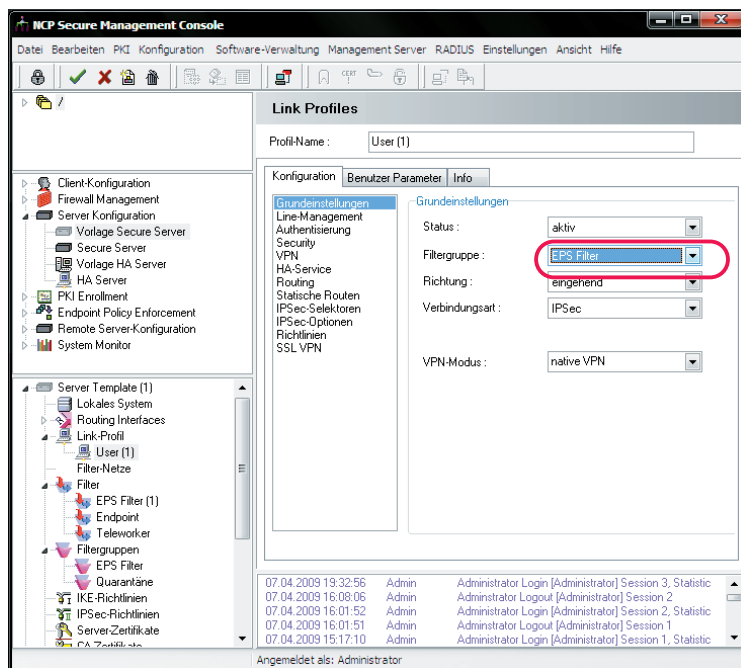 NCP Secure Management Console
Datei Bearbeiten PKI Konfiguration Software-Verwaltung Management Server RADIUS Einstellungen Ansicht Hilfe
CERT
/
Client-Konfiguration
Firewall Management
Server Konfiguration
Vorlage Secure Server
Secure Server
Vorlage HA Server
HA Server
PKI Enrollment
Endpoint Policy Enforcement
Remote Server-Konfiguration
System Monitor
Server Template (1)
Lokales System
Routing Interfaces
Link-Profil
User (1)
Filter-Netze
Filter
EPS Filter (1)
Endpoint
Teleworker
Filtergruppen
EPS Filter
Quarantäne
IKE-Richtlinien
IPSec-Richtlinien
Server-Zertifikate
CA Zertifikate
Link Profiles
Profil-Name : User (1)
Konfiguration Benutzer Parameter Info
Grundeinstellungen
Line-Management
Authentisierung
Security
VPN
HA-Service
Routing
Statische Routen
IPSec-Selektoren
IPSec-Optionen
Richtlinien
SSL VPN
Grundeinstellungen
Status : aktiv
Filtergruppe : EPS Filter
Richtung : eingehend
Verbindungsart : IPSec
VPN-Modus : native VPN
07.04.2009 19:32:56 Admin Administrator Login [Administrator] Session 3, Statistic
07.04.2009 16:08:06 Admin Administrator Logout [Administrator] Session 2
07.04.2009 16:01:52 Admin Administrator Login [Administrator] Session 2, Statistic
07.04.2009 16:01:51 Admin Administrator Logout [Administrator] Session 1
07.04.2009 15:17:10 Admin Administrator Login [Administrator] Session 1, Statistic
Angemeldet als: Administrator